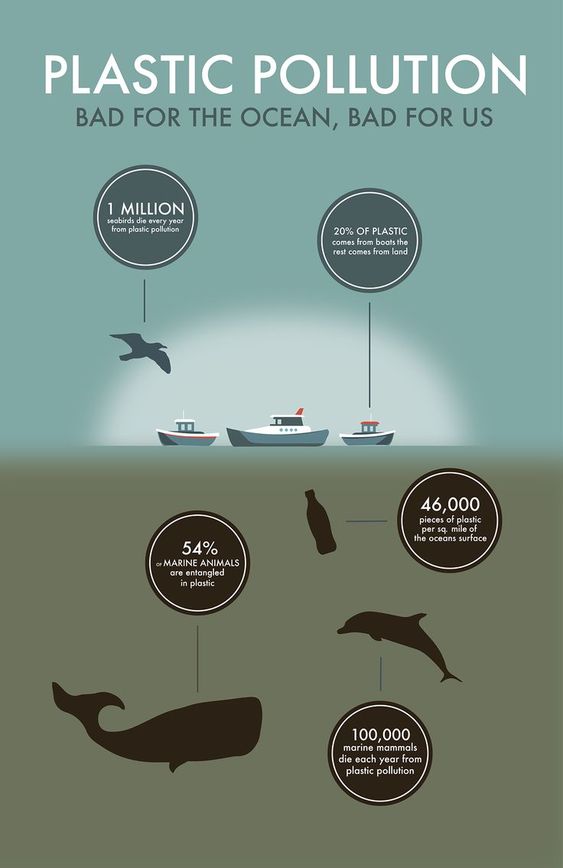 PLASTIC POLLUTION
BAD FOR THE OCEAN, BAD FOR US
1 MILLION
seabirds die every year
from plastic pollution
20% OF PLASTIC
comes from boats the
rest comes from land
46,000
pieces of plastic
per sq. mile of
the oceans surface
54%
OF MARINE ANIMALS
are entangled
in plastic
100,000
marine mammals
die each year from
plastic pollution